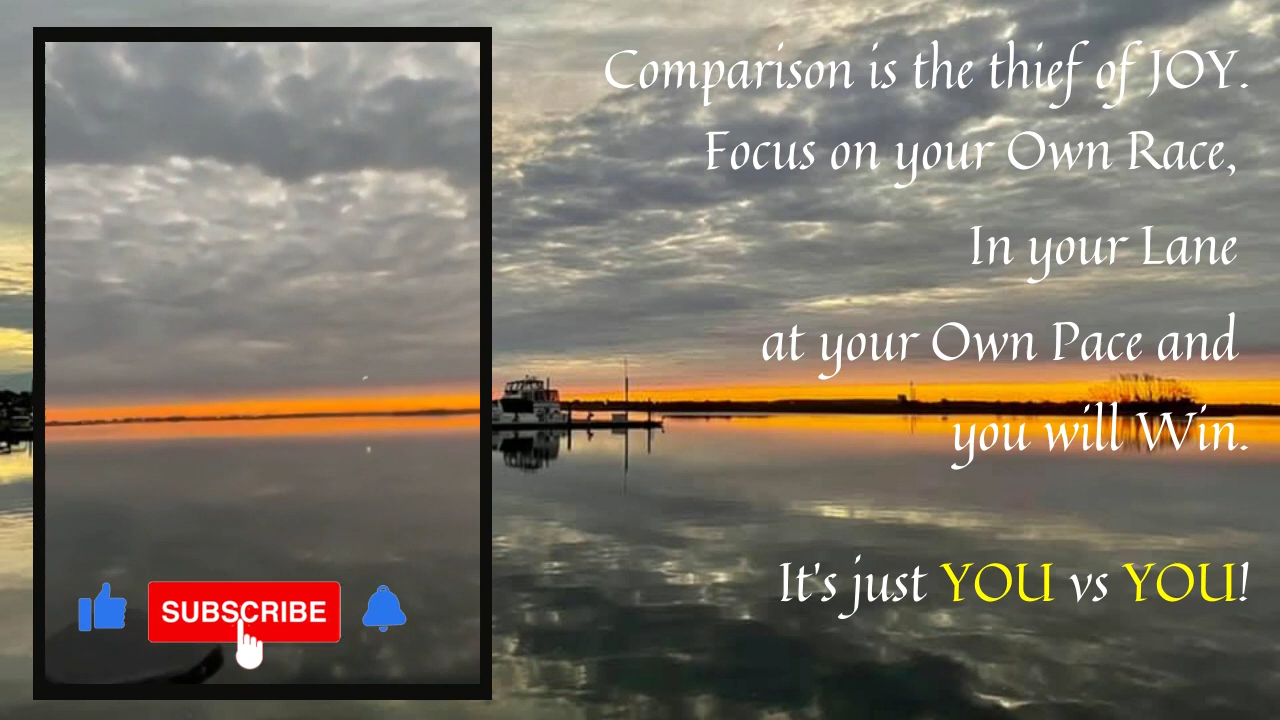 Comparison is the thief of JOY.
Focus on your Own Race,
In your Lane
at your Own Pace and
you will Win.
It's just YOU vs YOU!
SUBSCRIBE